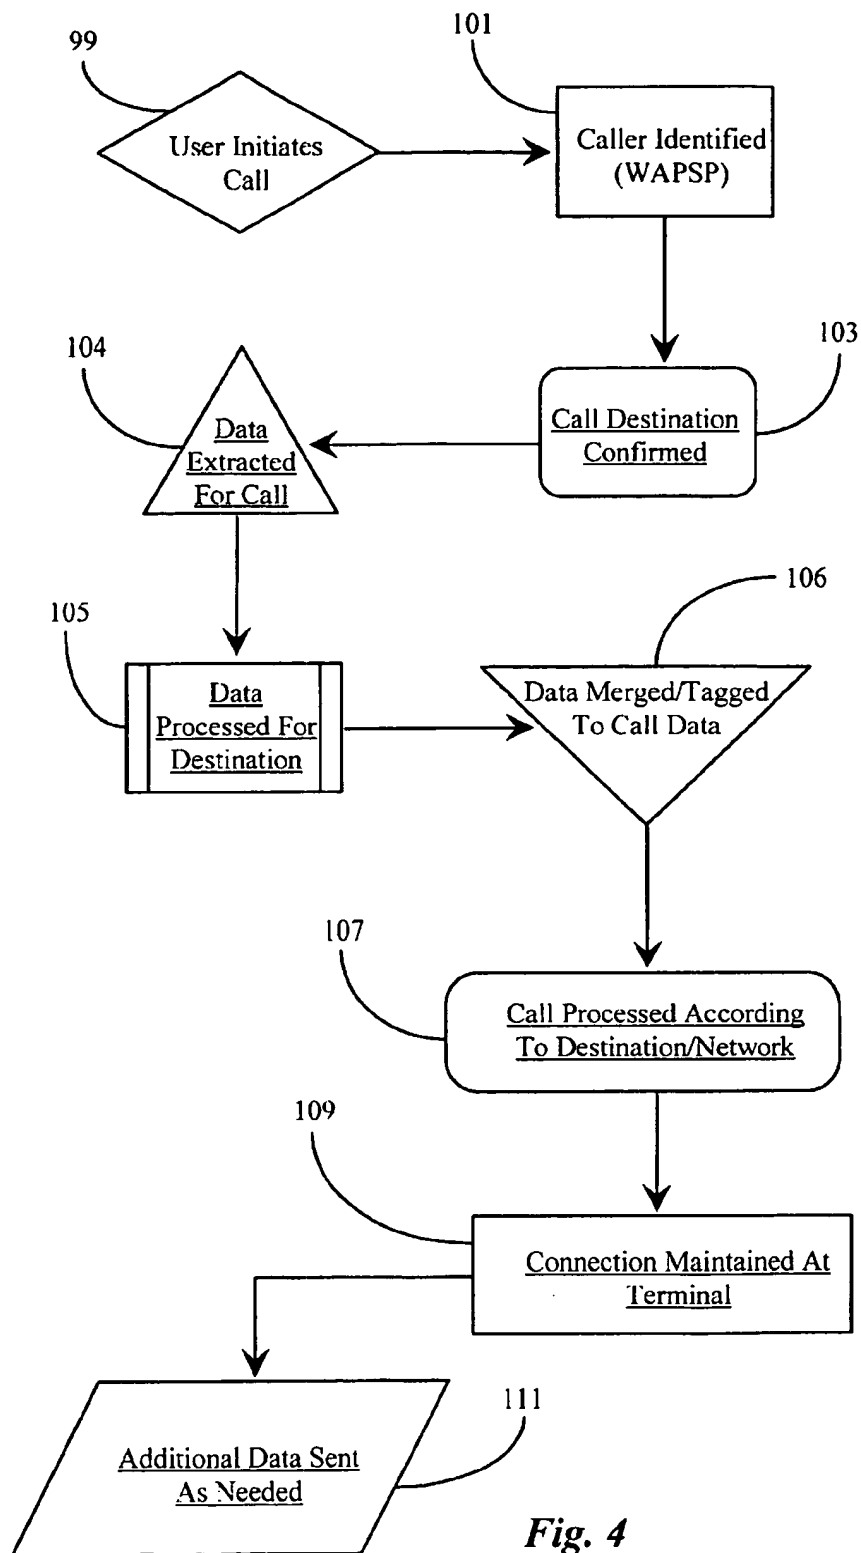 99
User Initiates
Call
101
Caller Identified
(WAPSP)
103
Call Destination
Confirmed
104
Data
Extracted
For Call
105
Data
Processed For
Destination
106
Data Merged/Tagged
To Call Data
107
Call Processed According
To Destination/Network
109
Connection Maintained At
Terminal
111
Additional Data Sent
As Needed
Fig. 4